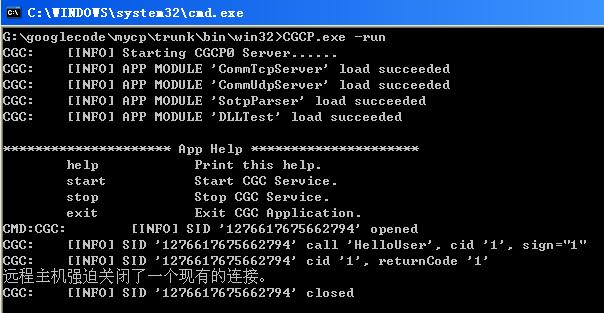 C:\WINDOWS\system32\cmd.exe
G:\googlecode\mycp\trunk\bin\win32>CGCP.exe -run
CGC: [INFO] Starting CGCP0 Server......
CGC: [INFO] APP MODULE 'CommTcpServer' load succeeded
CGC: [INFO] APP MODULE 'CommUdpServer' load succeeded
CGC: [INFO] APP MODULE 'SotpParser' load succeeded
CGC: [INFO] APP MODULE 'DLLTest' load succeeded
********************* App Help *********************
help Print this help.
start Start CGC Service.
stop Stop CGC Service.
exit Exit CGC Application.
CMD:CGC: [INFO] SID '1276617675662794' opened
CGC: [INFO] SID '1276617675662794' call 'HelloUser', cid '1', sign="1"
CGC: [INFO] SID '1276617675662794' cid '1', returnCode '1'
远程主机强迫关闭了一个现有的连接。
CGC: [INFO] SID '1276617675662794' closed